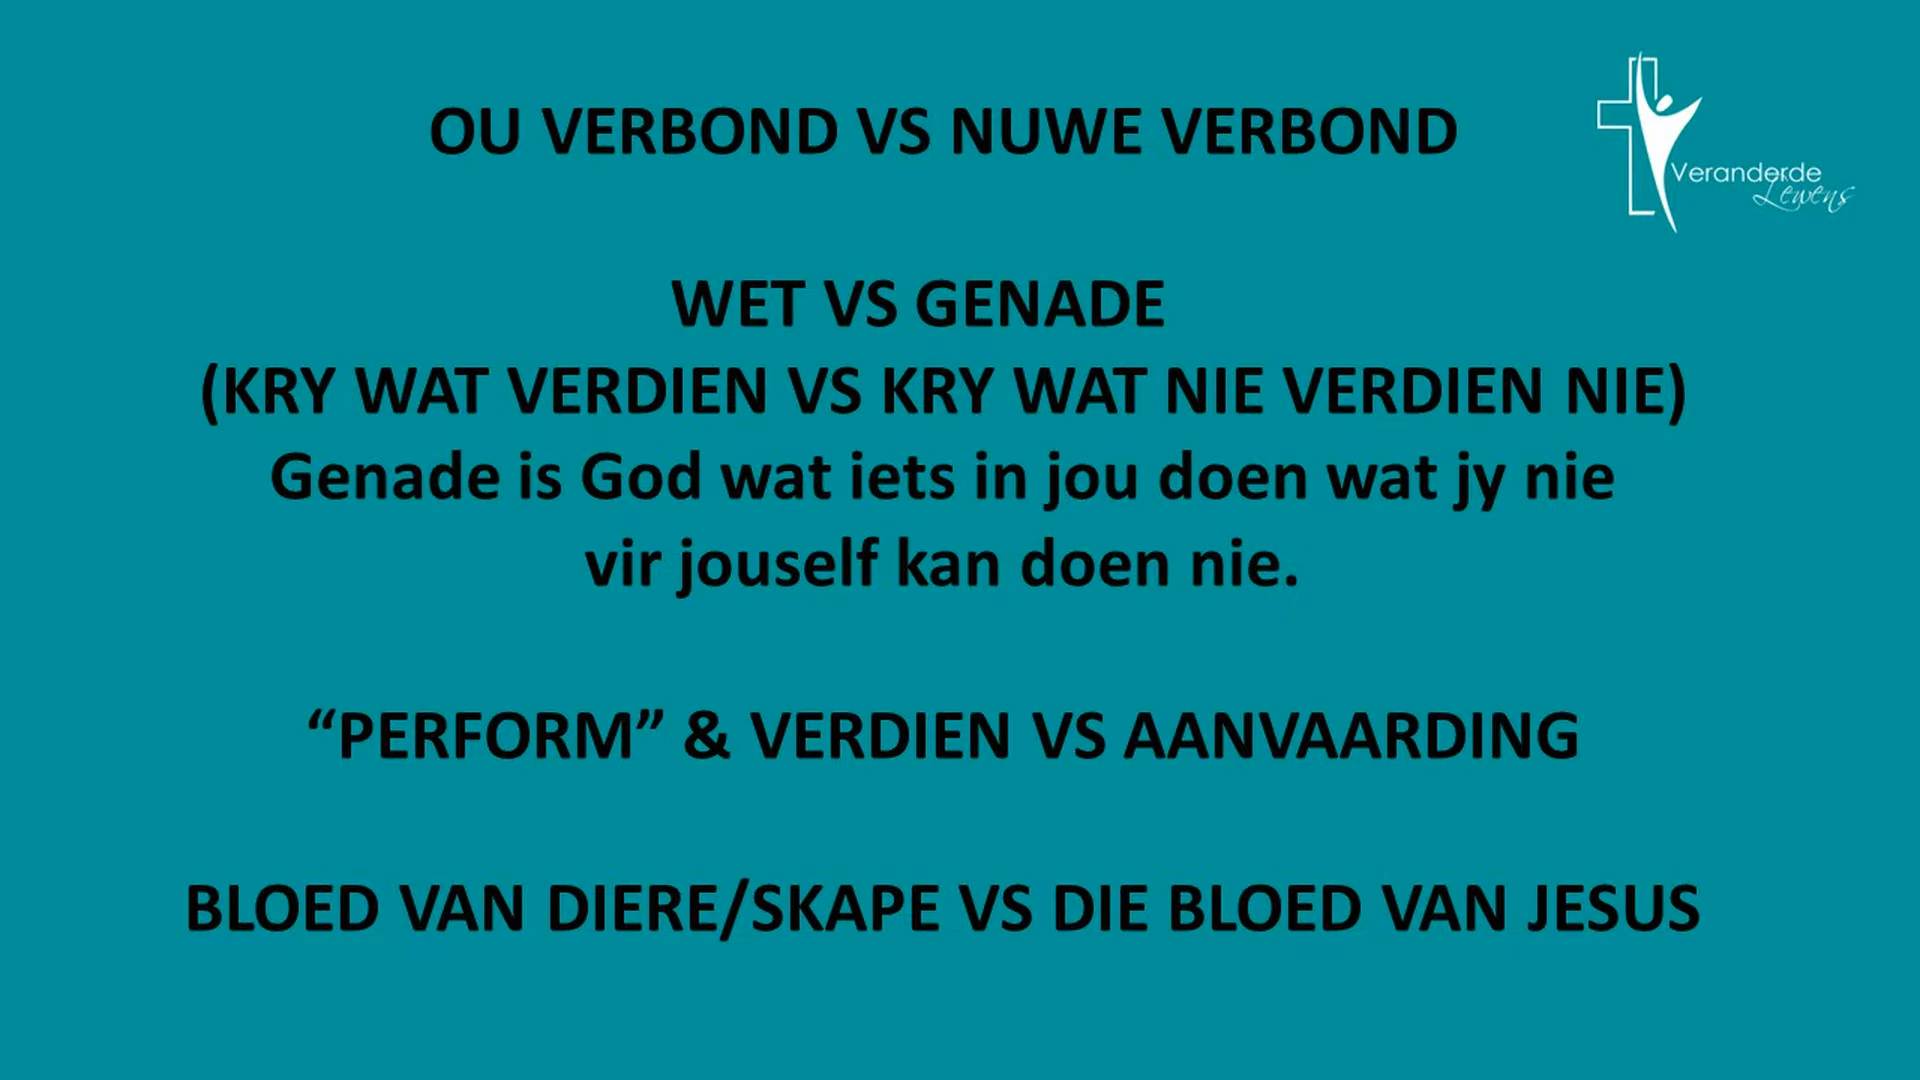 OU VERBOND VS NUWE VERBOND
Veranderde
Lewens
WET VS GENADE
(KRY WAT VERDIEN VS KRY WAT NIE VERDIEN NIE)
Genade is God wat iets in jou doen wat jy nie
vir jouself kan doen nie.
“PERFORM” & VERDIEN VS AANVAARDING
BLOED VAN DIERE/SKAPE VS DIE BLOED VAN JESUS